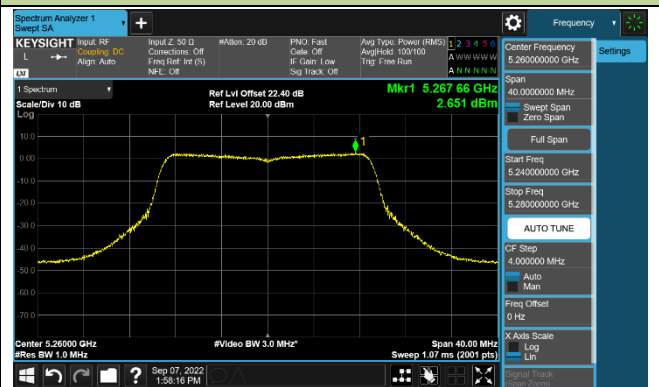 Spectrum Analyzer 1
Swept SA
Frequency
KEYSIGHT
L
LXI
Input: RF
Coupling: DC
Align: Auto
Input Z: 50 Ω
Corrections: Off
Freq Ref: Int (S)
NFE: Off
#Atten: 20 dB
PNO: Fast
Gate: Off
IF Gain: Low
Sig Track: Off
Avg Type: Power (RMS)
Avg|Hold: 100/100
Trig: Free Run
1 2 3 4 5 6
A W W W W W
A N N N N N
1 Spectrum
Scale/Div 10 dB
Log
Ref Lvl Offset 22.40 dB
Ref Level 20.00 dBm
Mkr1 5.267 66 GHz
2.651 dBm
1
10.0
0.00
-10.0
-20.0
-30.0
-40.0
-50.0
-60.0
-70.0
Center 5.26000 GHz
#Res BW 1.0 MHz
#Video BW 3.0 MHz*
Span 40.00 MHz
Sweep 1.07 ms (2001 pts)
Sep 07, 2022
1:58:16 PM
Center Frequency
5.260000000 GHz
Settings
Span
40.0000000 MHz
Swept Span
Zero Span
Full Span
Start Freq
5.240000000 GHz
Stop Freq
5.280000000 GHz
AUTO TUNE
CF Step
4.000000 MHz
Auto
Man
Freq Offset
0 Hz
X Axis Scale
Log
Lin
Signal Track
(Span Zoom)